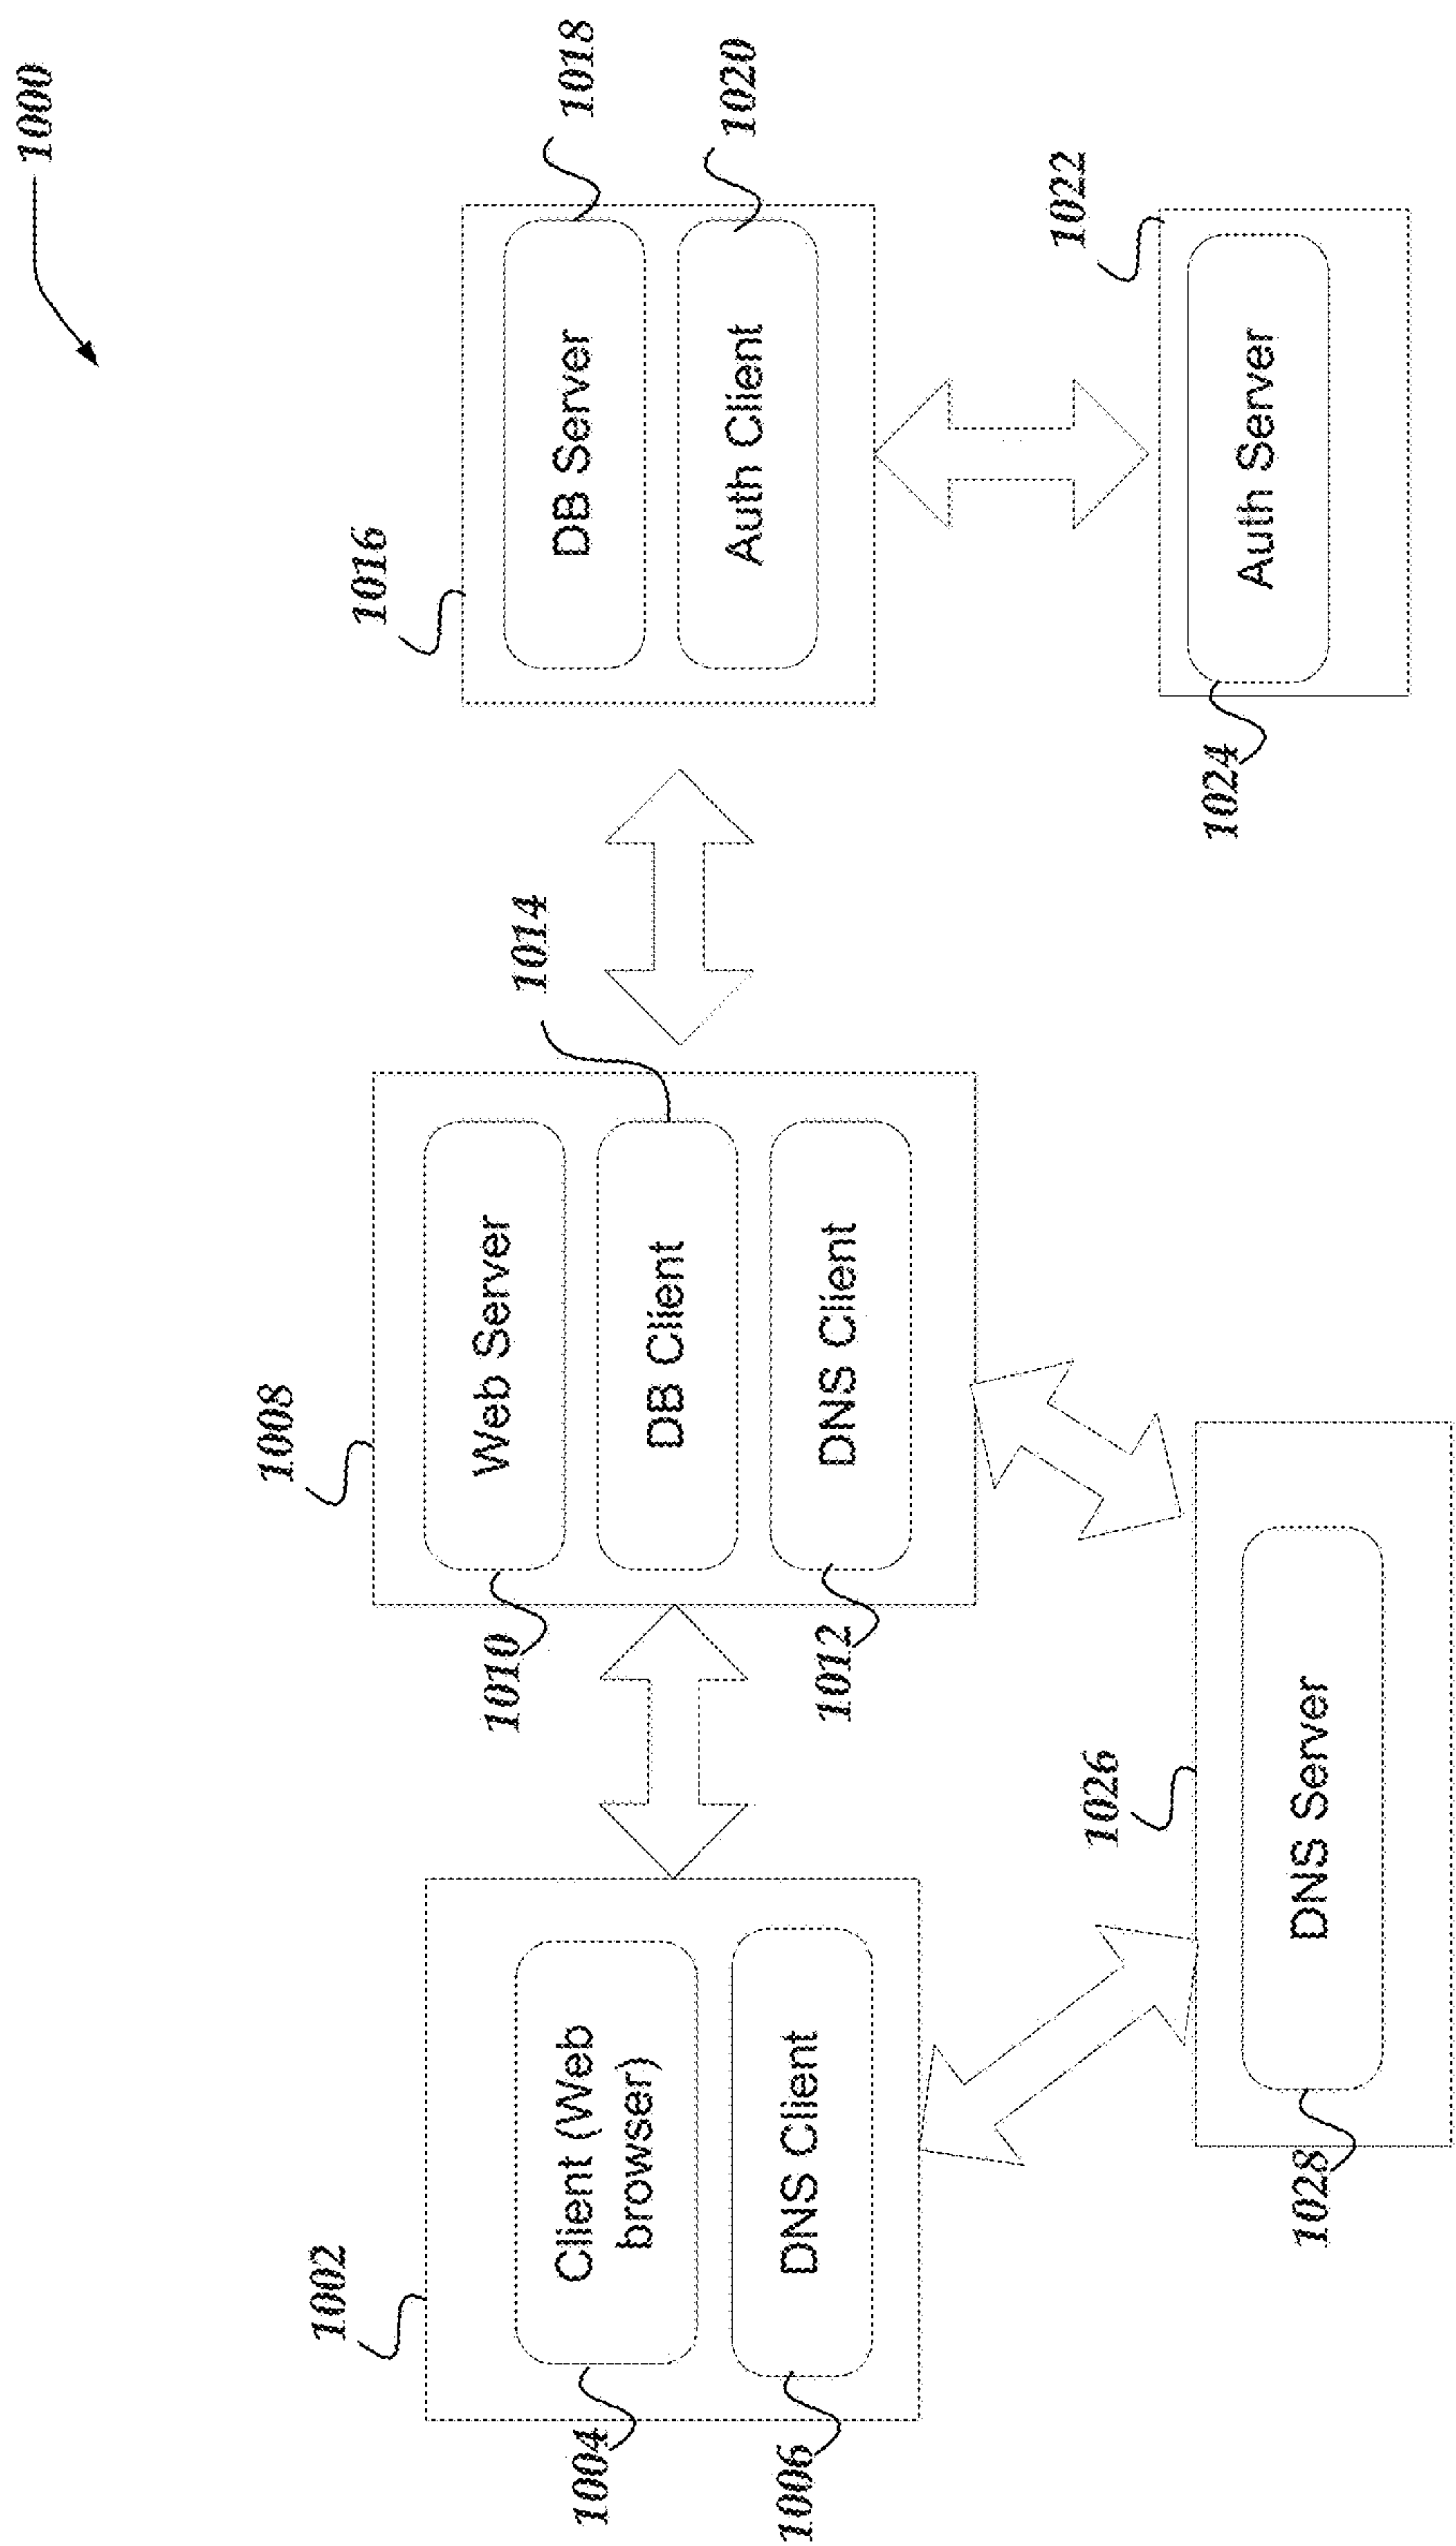 1000
1002
1004
Client (Web
browser)
1006
DNS Client
1008
1010
Web Server
1014
DB Client
1012
DNS Client
1016
1018
DB Server
1020
Auth Client
1022
1024
Auth Server
1026
1028
DNS Server